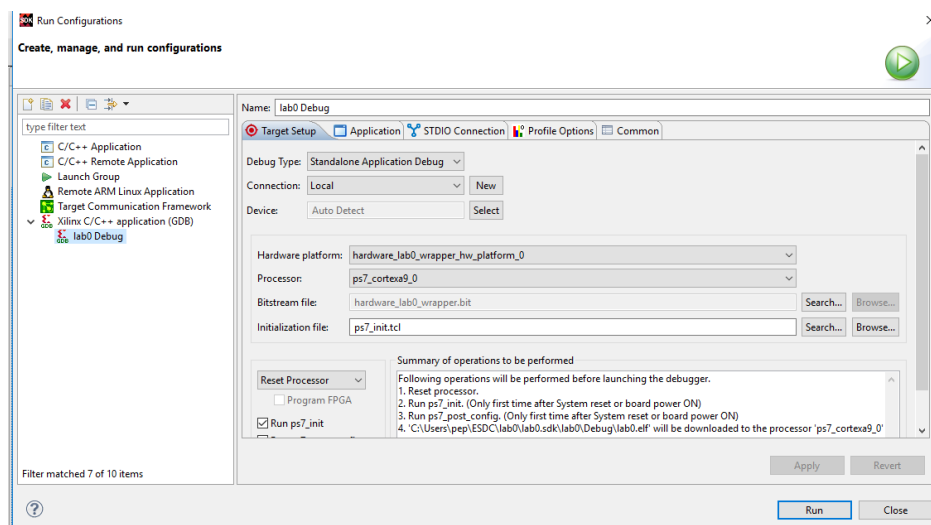 SDK Run Configurations
Create, manage, and run configurations
type filter text
C/C++ Application
C/C++ Remote Application
Launch Group
Remote ARM Linux Application
Target Communication Framework
Xilinx C/C++ application (GDB)
lab0 Debug
Filter matched 7 of 10 items
Name: lab0 Debug
Target Setup Application STDIO Connection Profile Options Common
Debug Type: Standalone Application Debug
Connection: Local New
Device: Auto Detect Select
Hardware platform: hardware_lab0_wrapper_hw_platform_0
Processor: ps7_cortexa9_0
Bitstream file: hardware_lab0_wrapper.bit Search... Browse...
Initialization file: ps7_init.tcl Search... Browse...
Reset Processor
Program FPGA
Run ps7_init
Summary of operations to be performed
Following operations will be performed before launching the debugger.
1. Reset processor.
2. Run ps7_init. (Only first time after System reset or board power ON)
3. Run ps7_post_config. (Only first time after System reset or board power ON)
4. 'C:\Users\pep\ESDC\lab0\lab0.sdk\lab0\Debug\lab0.elf' will be downloaded to the processor 'ps7_cortexa9_0'
Apply Revert
? Run Close